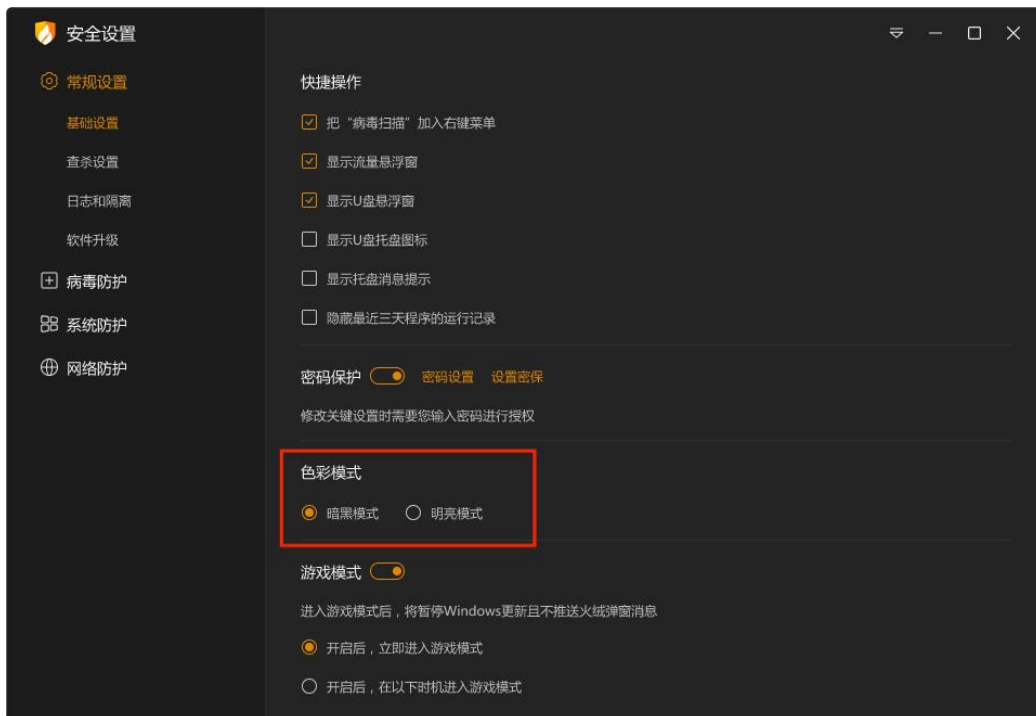 安全设置
常规设置
基础设置
查杀设置
日志和隔离
软件升级
病毒防护
系统防护
网络防护
快捷操作
把“病毒扫描”加入右键菜单
显示流量悬浮窗
显示U盘悬浮窗
显示U盘托盘图标
显示托盘消息提示
隐藏最近三天程序的运行记录
密码保护 密码设置 设置密保
修改关键设置时需要您输入密码进行授权
色彩模式
暗黑模式 明亮模式
游戏模式
进入游戏模式后，将暂停Windows更新且不推送火绒弹窗消息
开启后，立即进入游戏模式
开启后，在以下时机进入游戏模式